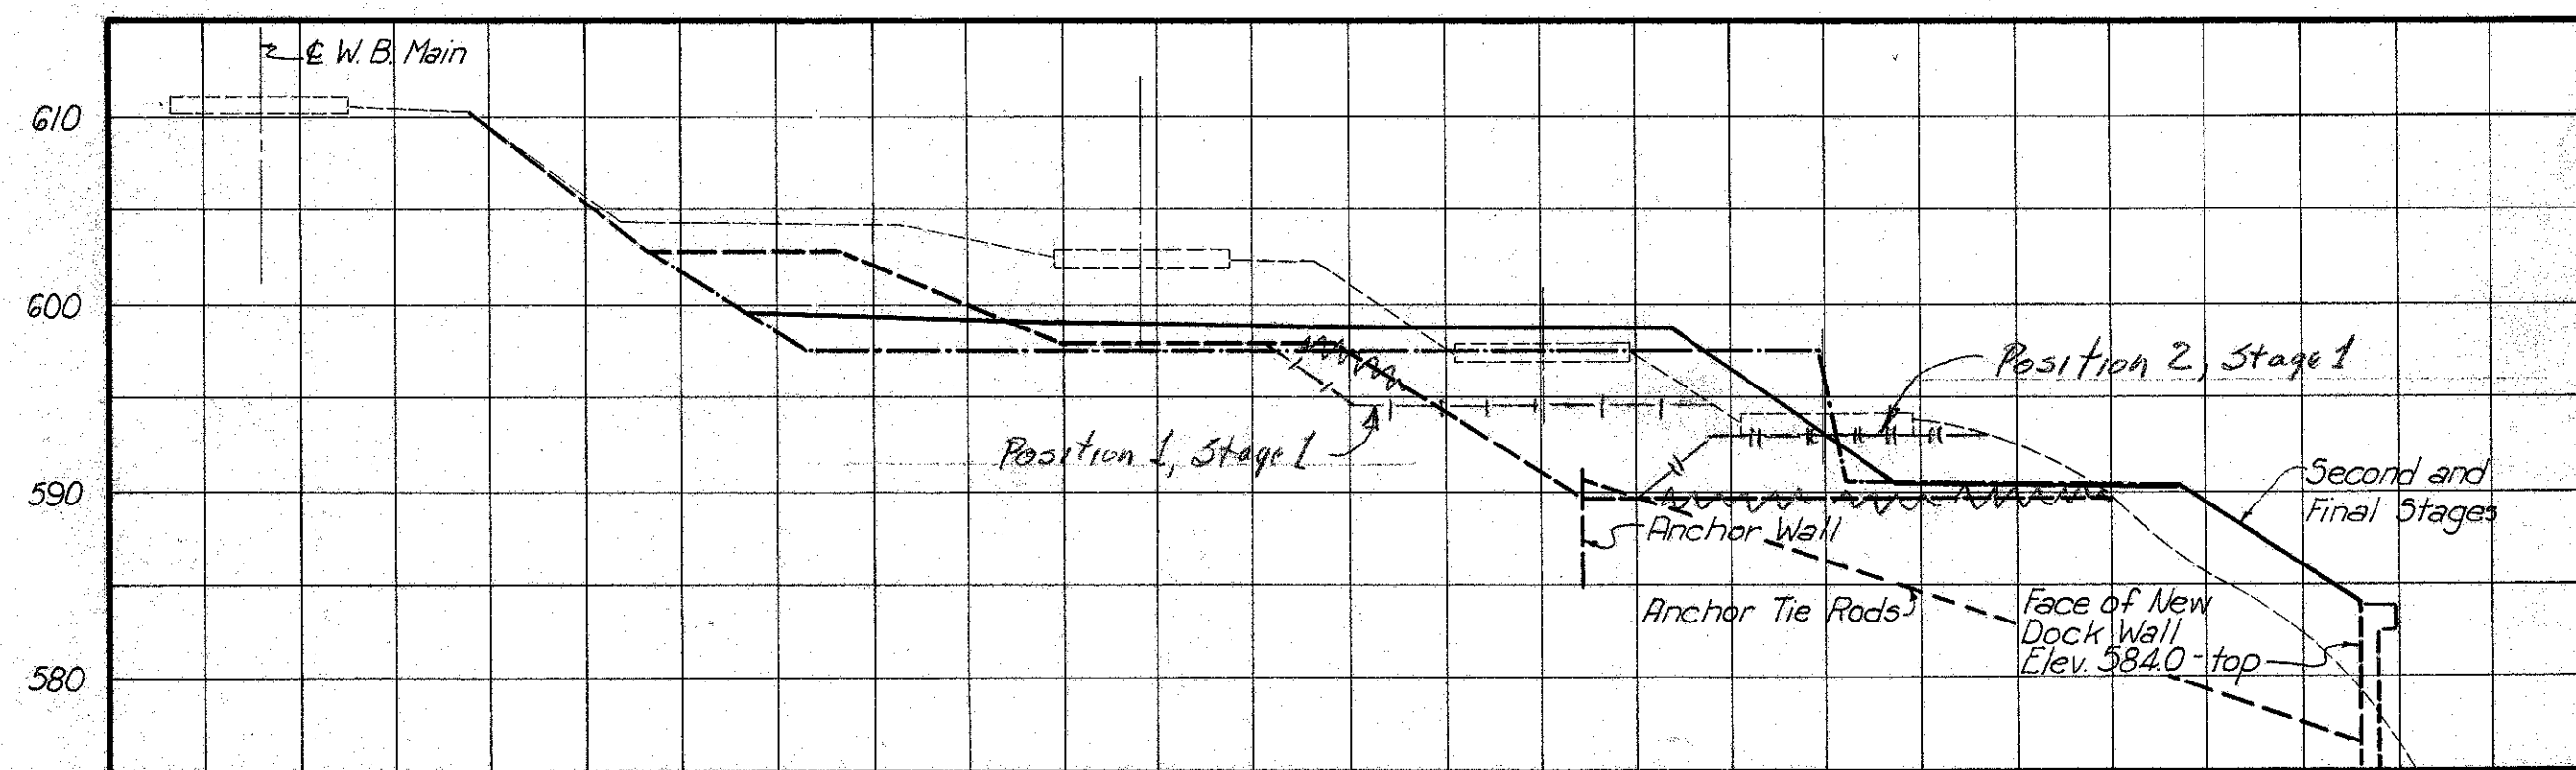 ℄ W. B. Main
610
600
Position 2, Stage 1
Position 1, Stage 1
590
Second and
Final Stages
Anchor Wall
Anchor Tie Rods
Face of New
Dock Wall
Elev. 584.0 - top
580